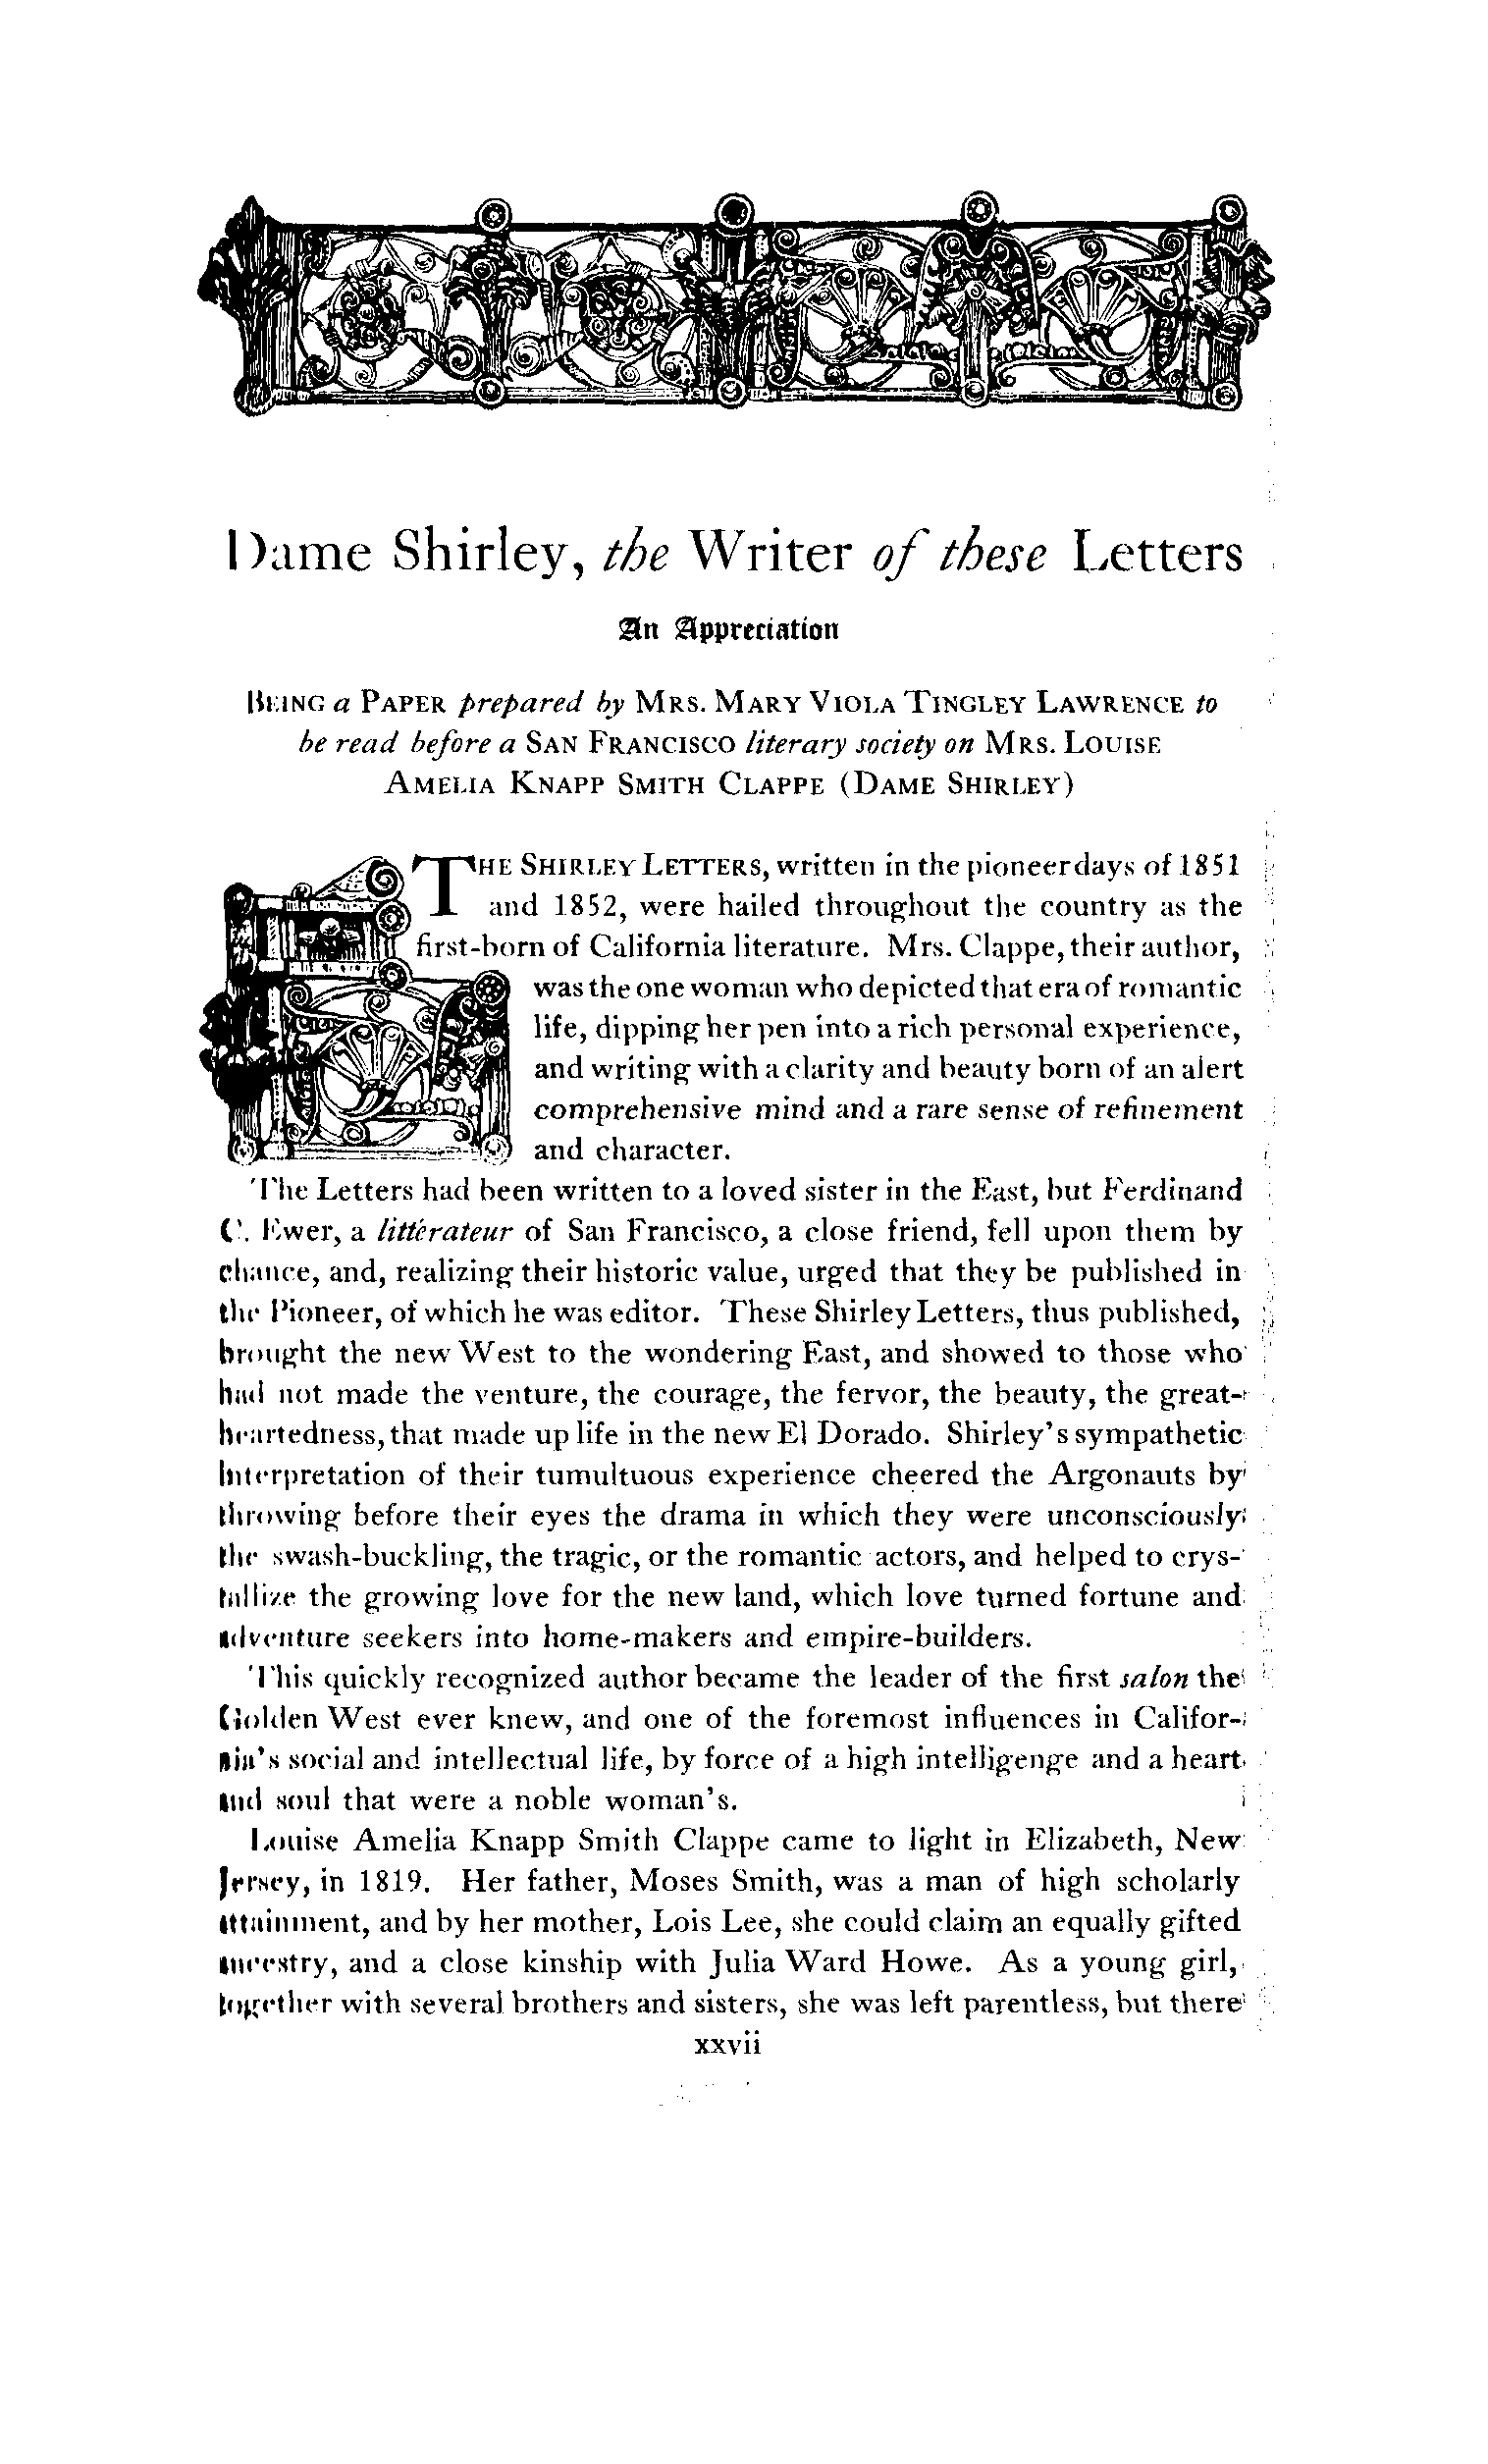 Dame Shirley, the Writer of these Letters
An Appreciation
BEING a PAPER prepared by MRS. MARY VIOLA TINGLEY LAWRENCE to
be read before a SAN FRANCISCO literary society on MRS. LOUISE
AMELIA KNAPP SMITH CLAPPE (DAME SHIRLEY)
THE SHIRLEY LETTERS, written in the pioneer days of 1851
and 1852, were hailed throughout the country as the
first-born of California literature. Mrs. Clappe, their author,
was the one woman who depicted that era of romantic
life, dipping her pen into a rich personal experience,
and writing with a clarity and beauty born of an alert
comprehensive mind and a rare sense of refinement
and character.
The Letters had been written to a loved sister in the East, but Ferdinand
C. Ewer, a littérateur of San Francisco, a close friend, fell upon them by
chance, and, realizing their historic value, urged that they be published in
the Pioneer, of which he was editor. These Shirley Letters, thus published,
brought the new West to the wondering East, and showed to those who
had not made the venture, the courage, the fervor, the beauty, the great-
heartedness, that made up life in the new El Dorado. Shirley's sympathetic
interpretation of their tumultuous experience cheered the Argonauts by
throwing before their eyes the drama in which they were unconsciously
the swash-buckling, the tragic, or the romantic actors, and helped to crys-
tallize the growing love for the new land, which love turned fortune and
adventure seekers into home-makers and empire-builders.
This quickly recognized author became the leader of the first salon the
Golden West ever knew, and one of the foremost influences in Califor-
nia's social and intellectual life, by force of a high intelligenge and a heart
and soul that were a noble woman's.
Louise Amelia Knapp Smith Clappe came to light in Elizabeth, New
Jersey, in 1819. Her father, Moses Smith, was a man of high scholarly
attainment, and by her mother, Lois Lee, she could claim an equally gifted
ancestry, and a close kinship with Julia Ward Howe. As a young girl,
together with several brothers and sisters, she was left parentless, but there
xxvii